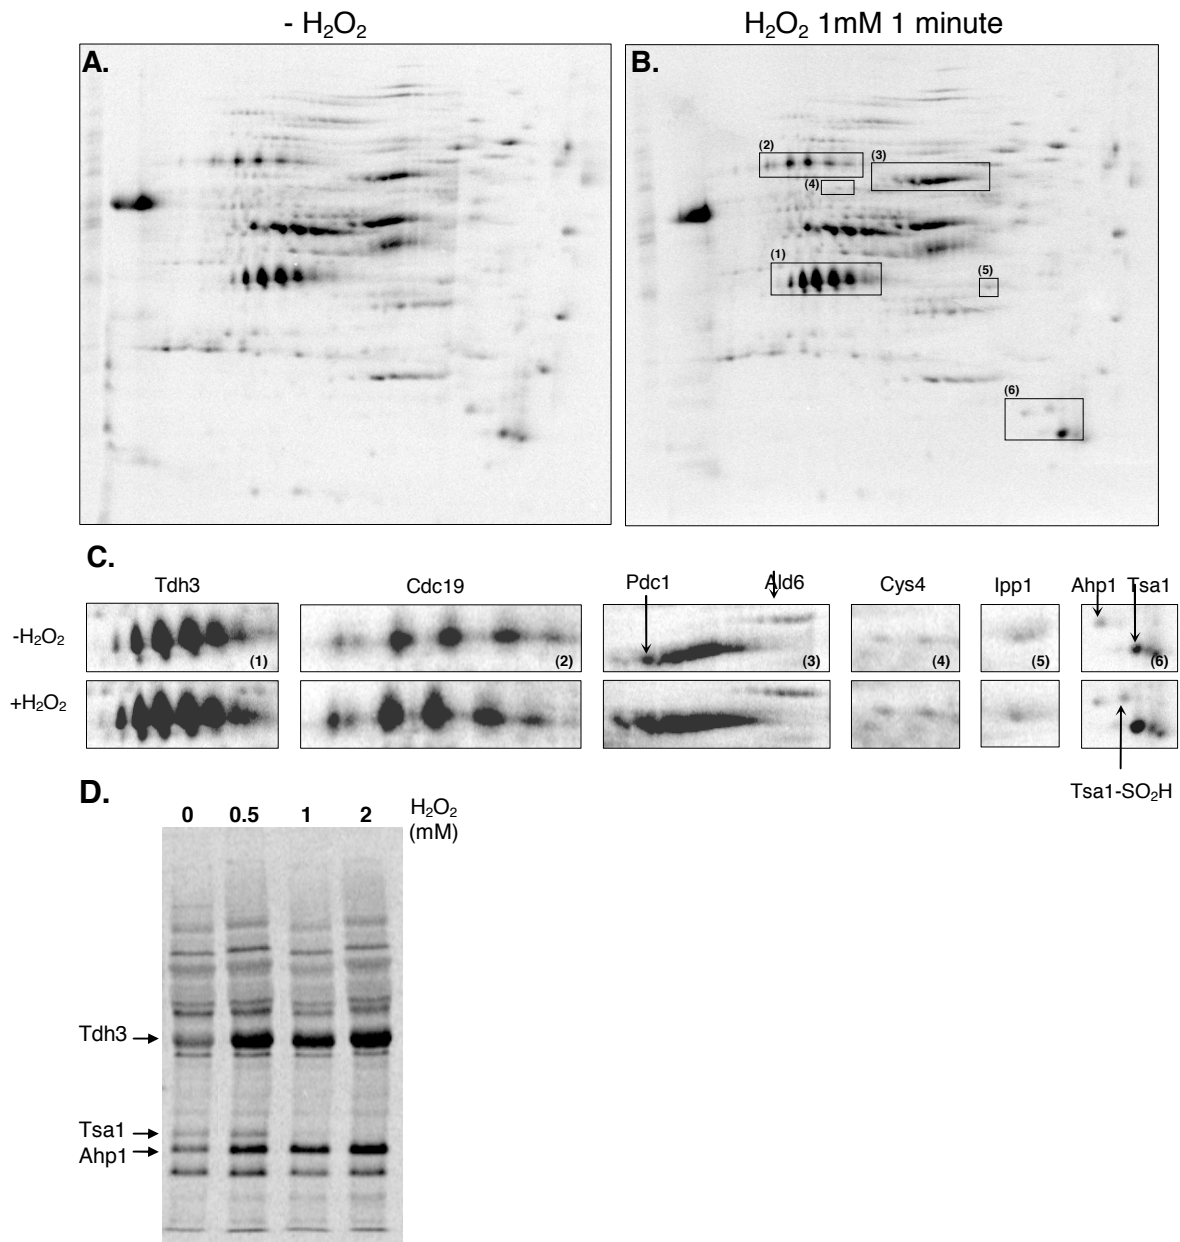 - H₂O₂
H₂O₂ 1mM 1 minute
A.
B.
(2)
(3)
(4)
(1)
(5)
(6)
C.
Tdh3
Cdc19
Pdc1
Ald6
Cys4
Ipp1
Ahp1
Tsa1
-H₂O₂
(1)
(2)
(3)
(4)
(5)
(6)
+H₂O₂
Tsa1-SO₂H
D.
0
0.5
1
2
H₂O₂
(mM)
Tdh3
Tsa1
Ahp1